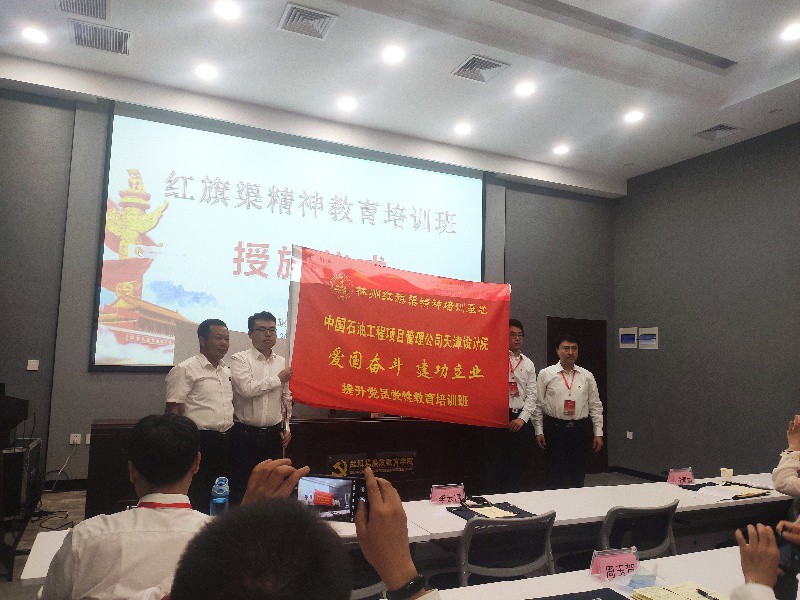 红旗渠精神教育培训班
授旗仪式
林州红旗渠精神培训基地
中国石油工程项目管理公司天津设计院
爱国奋斗 建功立业
提升党员党性教育培训班